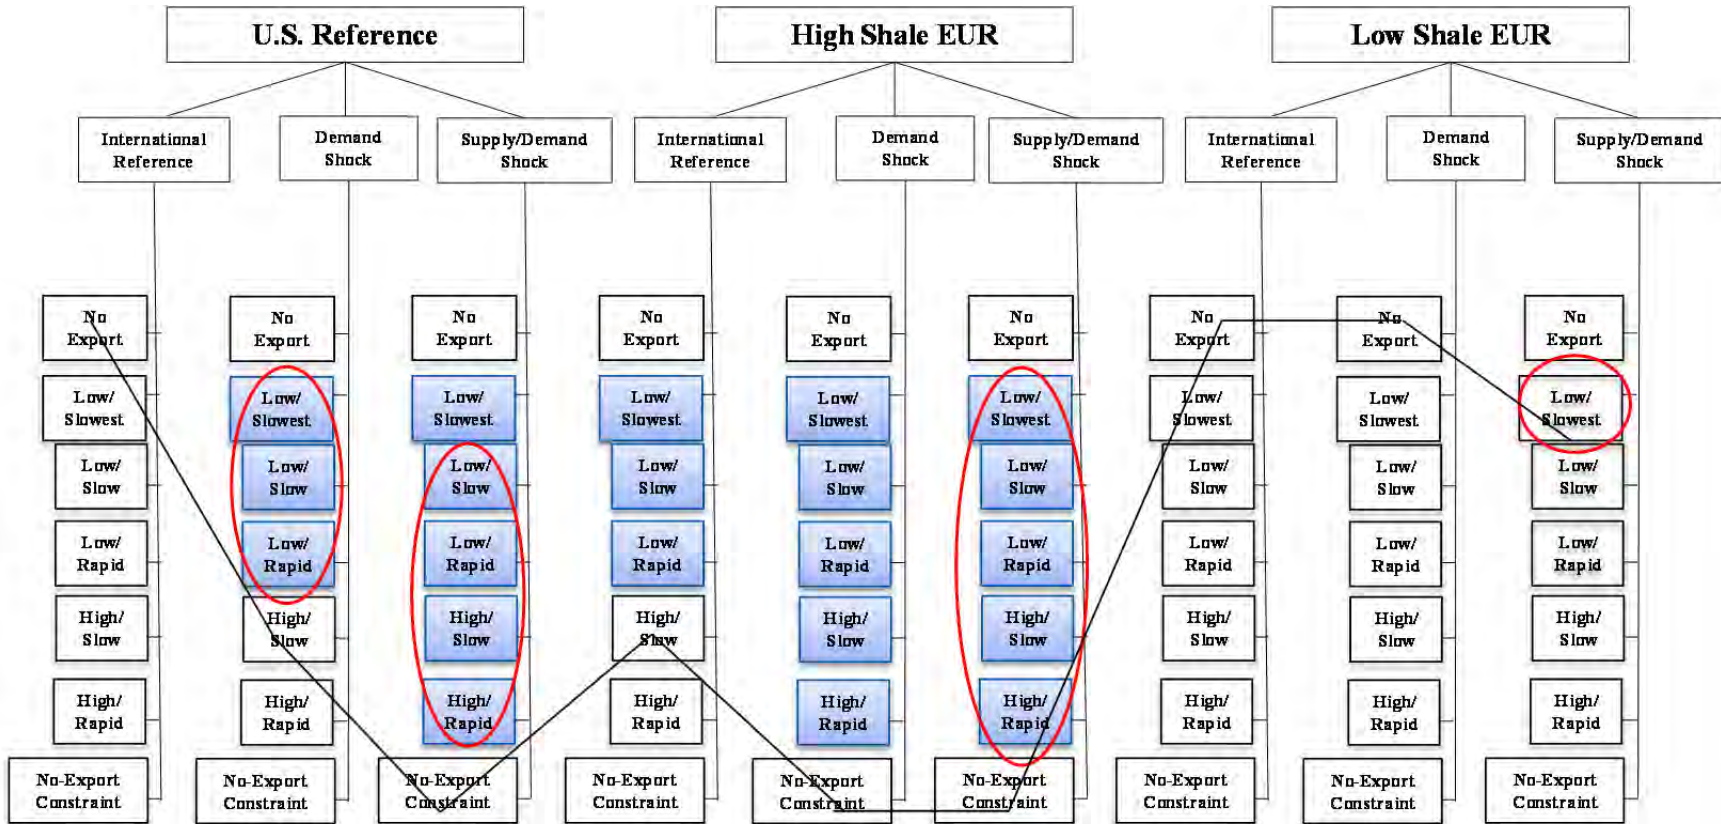 U.S. Reference
High Shale EUR
Low Shale EUR
International
Reference
Demand
Shock
Supply/Demand
Shock
International
Reference
Demand
Shock
Supply/Demand
Shock
International
Reference
Demand
Shock
Supply/Demand
Shock
No
Export
No
Export
No
Export
No
Export
No
Export
No
Export
No
Export
No
Export
No
Export
Low/
Slowest
Low/
Slowest
Low/
Slowest
Low/
Slowest
Low/
Slowest
Low/
Slowest
Low/
Slowest
Low/
Slowest
Low/
Slowest
Low/
Slow
Low/
Slow
Low/
Slow
Low/
Slow
Low/
Slow
Low/
Slow
Low/
Slow
Low/
Slow
Low/
Slow
Low/
Rapid
Low/
Rapid
Low/
Rapid
Low/
Rapid
Low/
Rapid
Low/
Rapid
Low/
Rapid
Low/
Rapid
Low/
Rapid
High/
Slow
High/
Slow
High/
Slow
High/
Slow
High/
Slow
High/
Slow
High/
Slow
High/
Slow
High/
Slow
High/
Rapid
High/
Rapid
High/
Rapid
High/
Rapid
High/
Rapid
High/
Rapid
High/
Rapid
High/
Rapid
High/
Rapid
No-Export
Constraint
No-Export
Constraint
No-Export
Constraint
No-Export
Constraint
No-Export
Constraint
No-Export
Constraint
No-Export
Constraint
No-Export
Constraint
No-Export
Constraint